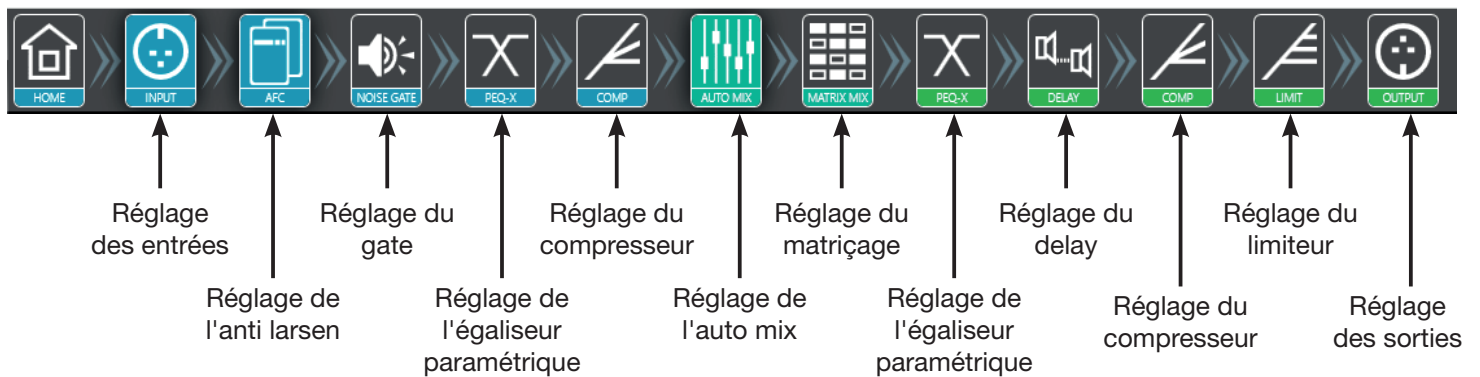 HOME
INPUT
AFC
NOISE GATE
PEQ-X
COMP
AUTO MIX
MATRIX MIX
PEQ-X
DELAY
COMP
LIMIT
OUTPUT
Réglage
des entrées
Réglage du
gate
Réglage du
compresseur
Réglage du
matriçage
Réglage du
delay
Réglage du
limiteur
Réglage de
l'anti larsen
Réglage de
l'égaliseur
paramétrique
Réglage de
l'auto mix
Réglage de
l'égaliseur
paramétrique
Réglage du
compresseur
Réglage
des sorties